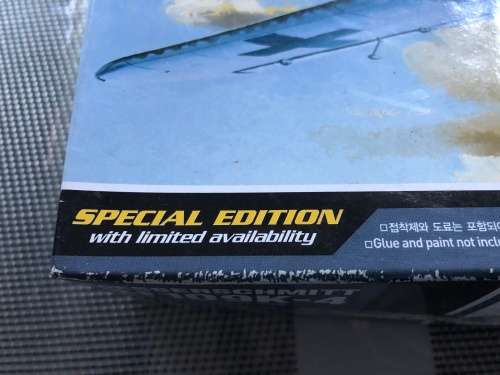 SPECIAL EDITION
with limited availability
□접착제와 도료는 포함되어
□Glue and paint not inclu